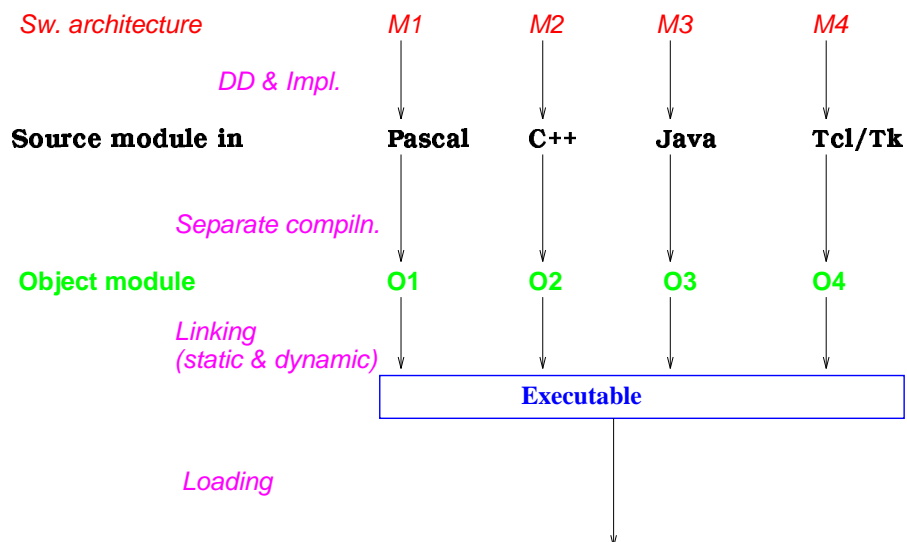 Sw. architecture M1 M2 M3 M4
DD & Impl.
Source module in Pascal C++ Java Tcl/Tk
Separate compiln.
Object module O1 O2 O3 O4
Linking
(static & dynamic)
Executable
Loading